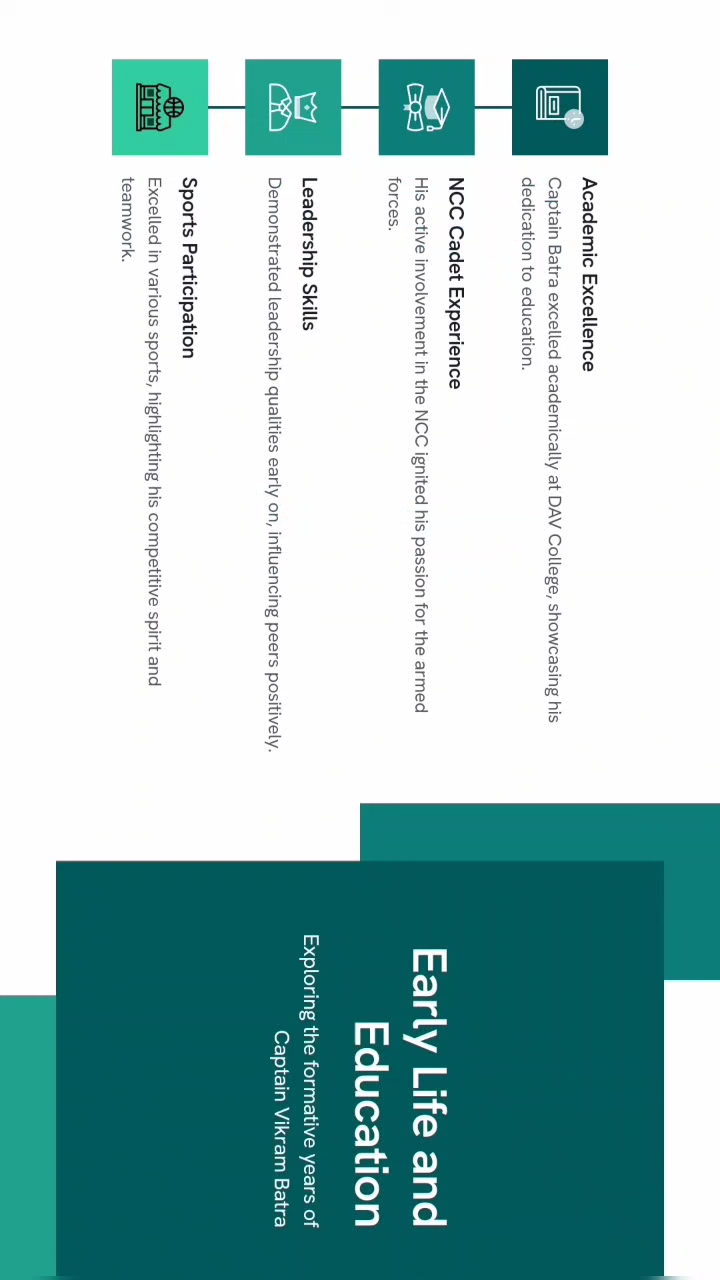 Academic Excellence
Captain Batra excelled academically at DAV College, showcasing his
dedication to education.
NCC Cadet Experience
His active involvement in the NCC ignited his passion for the armed
forces.
Leadership Skills
Demonstrated leadership qualities early on, influencing peers positively.
Sports Participation
Excelled in various sports, highlighting his competitive spirit and
teamwork.
Early Life and
Education
Exploring the formative years of
Captain Vikram Batra